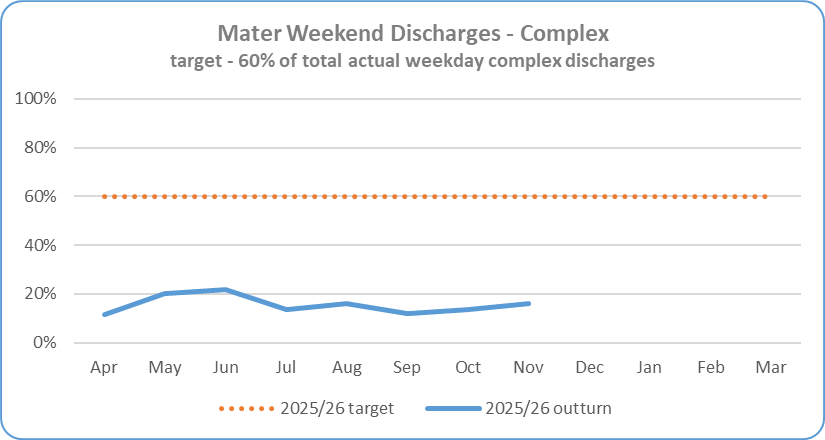 Mater Weekend Discharges - Complex
target - 60% of total actual weekday complex discharges
100%
80%
60%
40%
20%
0%
Apr May Jun Jul Aug Sep Oct Nov Dec Jan Feb Mar
2025/26 target 2025/26 outturn